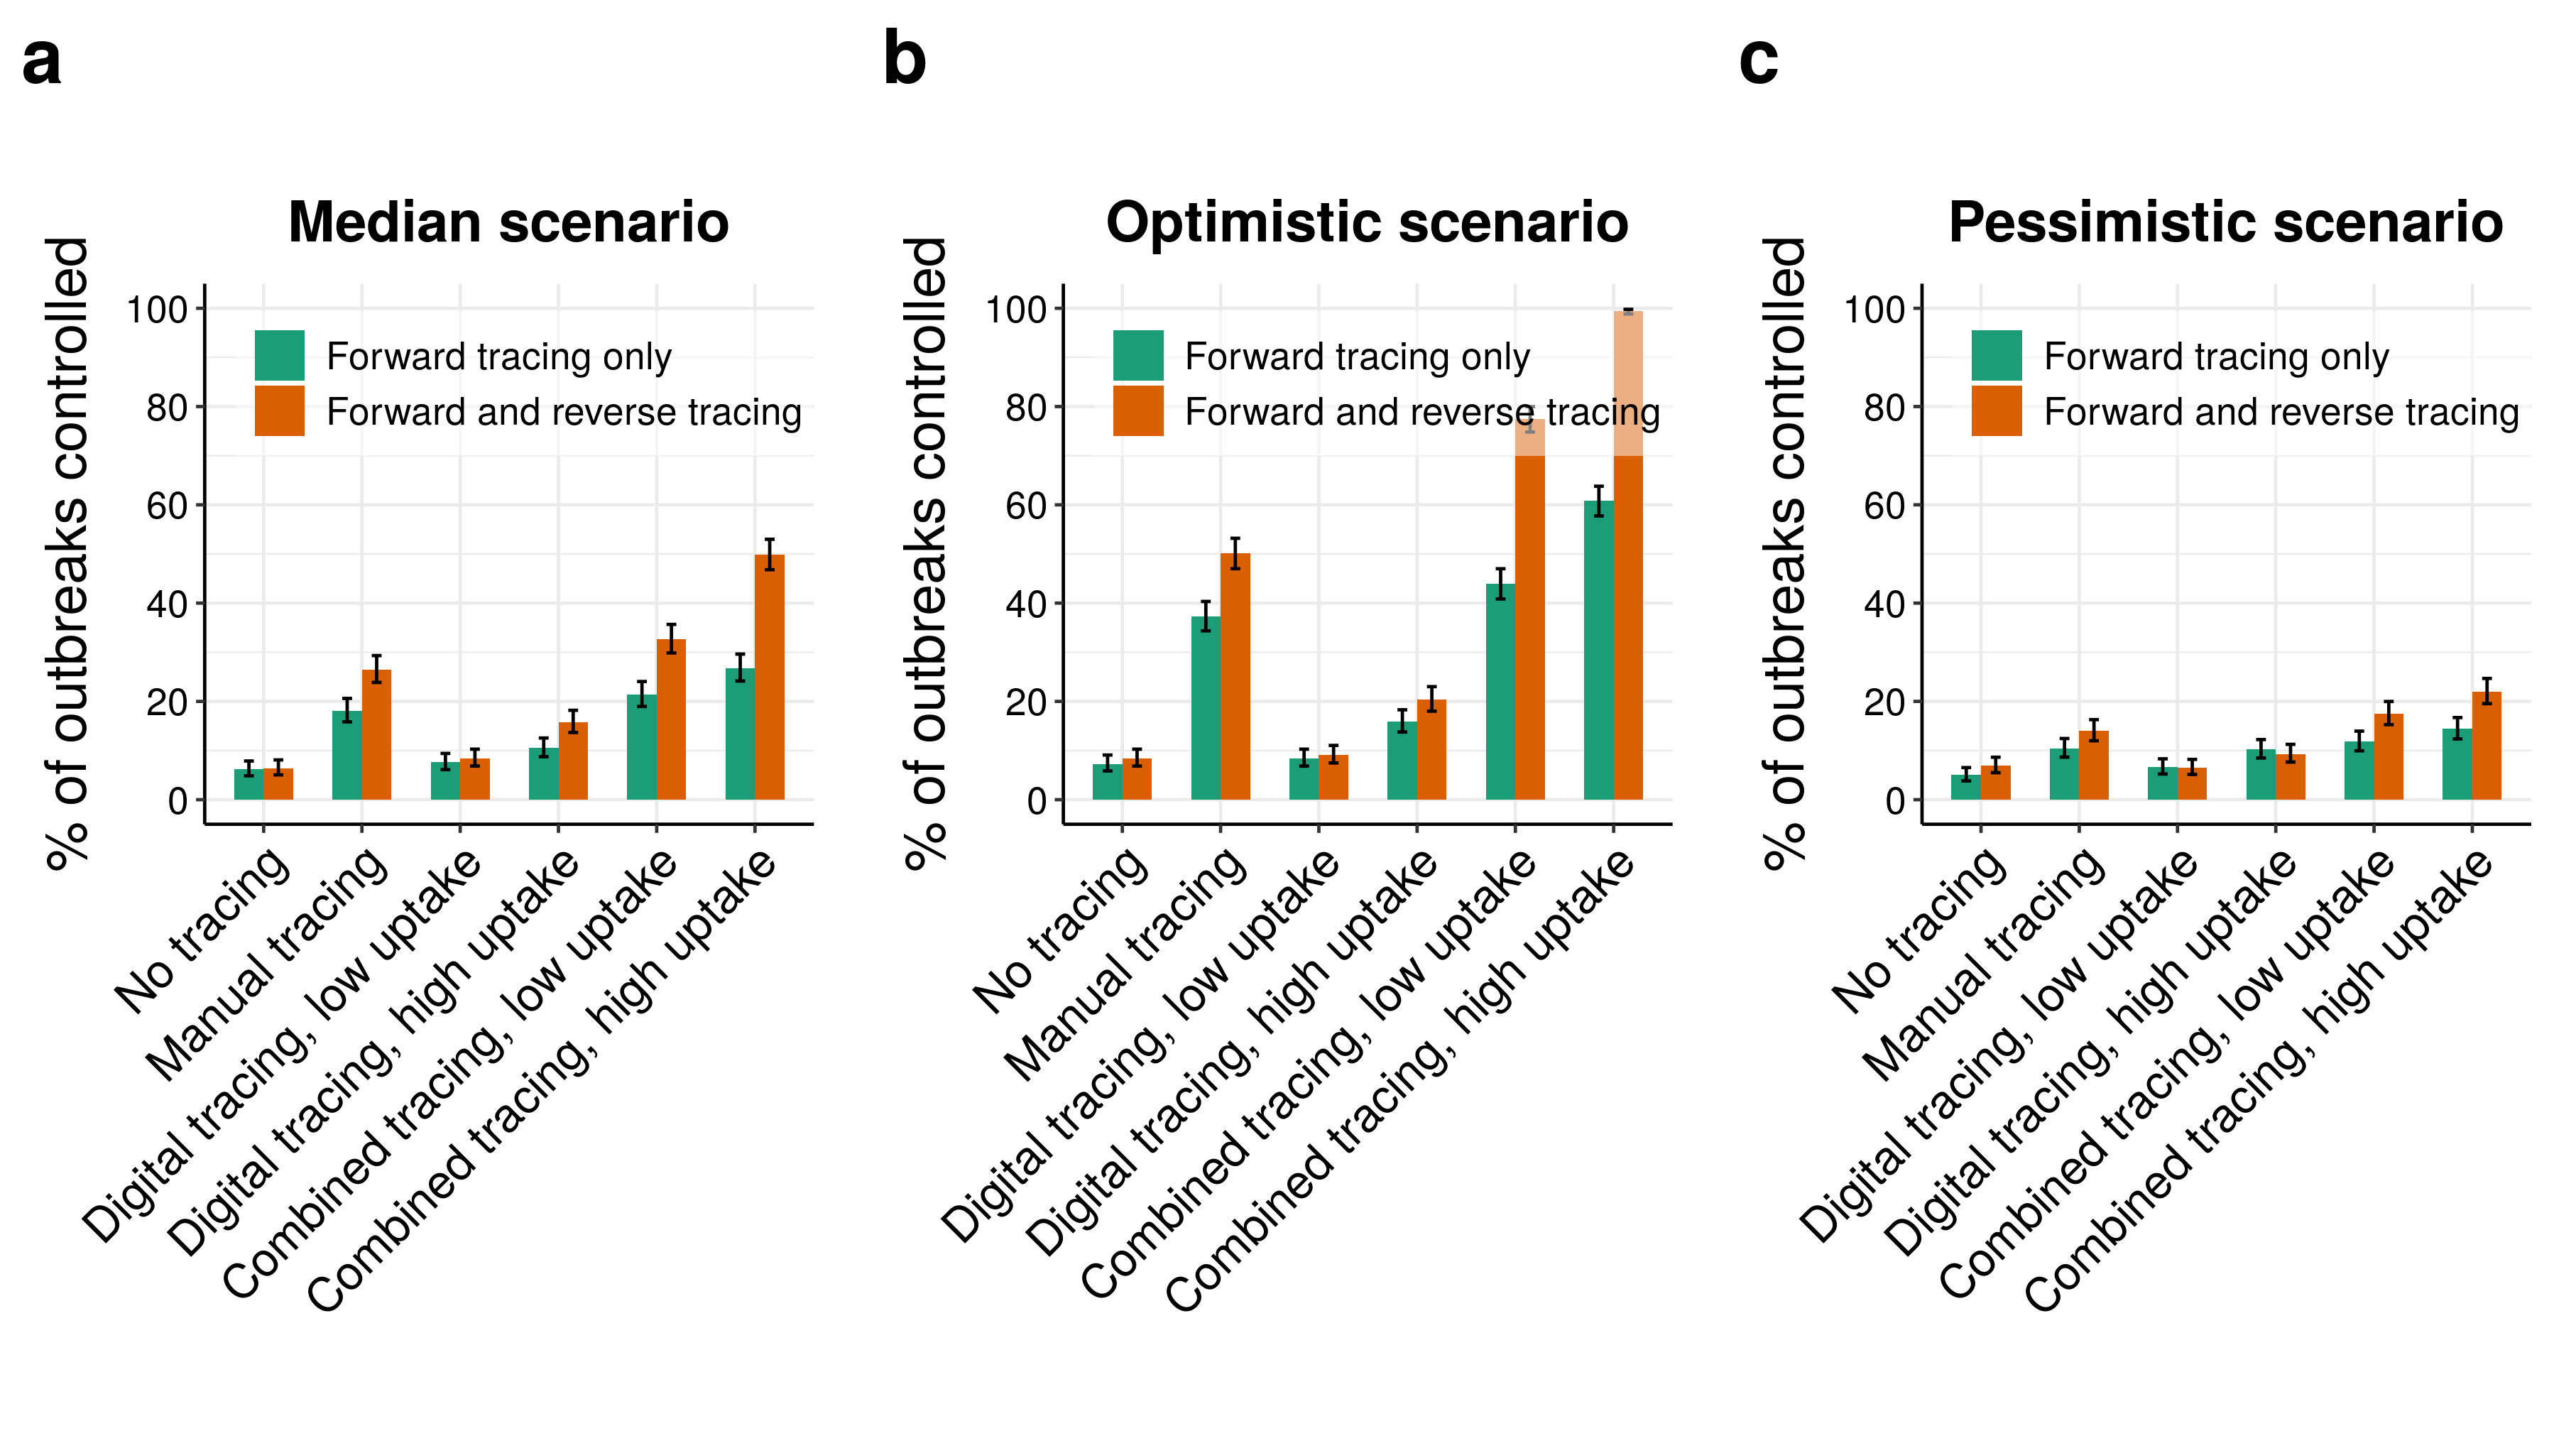 a
Median scenario
% of outbreaks controlled
100
80
60
40
20
0
Forward tracing only
Forward and reverse tracing
No tracing
Manual tracing
Digital tracing, low uptake
Digital tracing, high uptake
Combined tracing, low uptake
Combined tracing, high uptake
b
Optimistic scenario
% of outbreaks controlled
100
80
60
40
20
0
Forward tracing only
Forward and reverse tracing
No tracing
Manual tracing
Digital tracing, low uptake
Digital tracing, high uptake
Combined tracing, low uptake
Combined tracing, high uptake
c
Pessimistic scenario
% of outbreaks controlled
100
80
60
40
20
0
Forward tracing only
Forward and reverse tracing
No tracing
Manual tracing
Digital tracing, low uptake
Digital tracing, high uptake
Combined tracing, low uptake
Combined tracing, high uptake